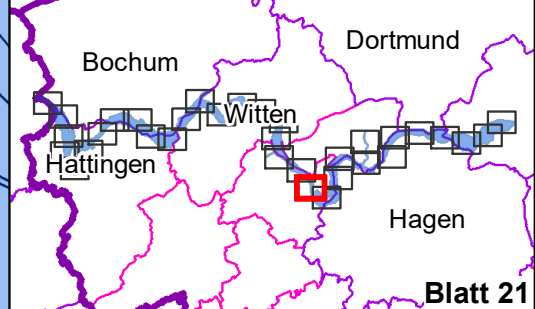 Dortmund
Bochum
Witten
Hattingen
Hagen
Blatt 21